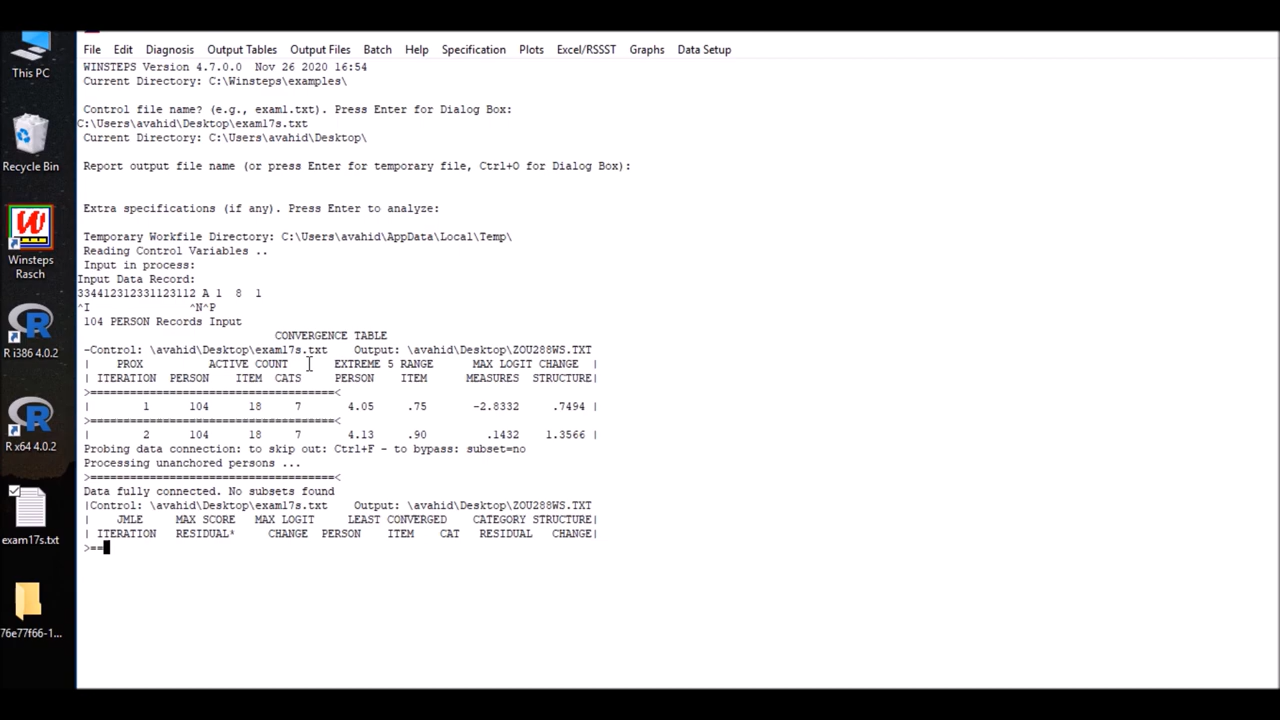 File Edit Diagnosis Output Tables Output Files Batch Help Specification Plots Excel/RSSST Graphs Data Setup
This PC
Recycle Bin
W
Winsteps
Rasch
R
R i386 4.0.2
R
R x64 4.0.2
exam17s.txt
76e77f66-1...
WINSTEPS Version 4.7.0.0  Nov 26 2020 16:54
Current Directory: C:\Winsteps\examples\
Control file name? (e.g., exam1.txt). Press Enter for Dialog Box:
C:\Users\avahid\Desktop\exam17s.txt
Current Directory: C:\Users\avahid\Desktop\
Report output file name (or press Enter for temporary file, Ctrl+O for Dialog Box):
Extra specifications (if any). Press Enter to analyze:
Temporary Workfile Directory: C:\Users\avahid\AppData\Local\Temp\
Reading Control Variables ..
Input in process:
Input Data Record:
334412312331123112 A 1  8  1
^I               ^N^P
104 PERSON Records Input
CONVERGENCE TABLE
-Control: \avahid\Desktop\exam17s.txt    Output: \avahid\Desktop\ZOU288WS.TXT
|    PROX          ACTIVE COUNT       EXTREME 5 RANGE      MAX LOGIT CHANGE  |
| ITERATION  PERSON    ITEM  CATS     PERSON    ITEM      MEASURES  STRUCTURE|
>=====================================<
|       1      104      18     7       4.05      .75       -2.8332     .7494 |
>=====================================<
|       2      104      18     7       4.13      .90         .1432    1.3566 |
Probing data connection: to skip out: Ctrl+F - to bypass: subset=no
Processing unanchored persons ...
>=====================================<
Data fully connected. No subsets found
|Control: \avahid\Desktop\exam17s.txt    Output: \avahid\Desktop\ZOU288WS.TXT
|    JMLE    MAX SCORE   MAX LOGIT    LEAST CONVERGED    CATEGORY STRUCTURE|
| ITERATION  RESIDUAL*    CHANGE  PERSON   ITEM   CAT   RESIDUAL   CHANGE|
>==